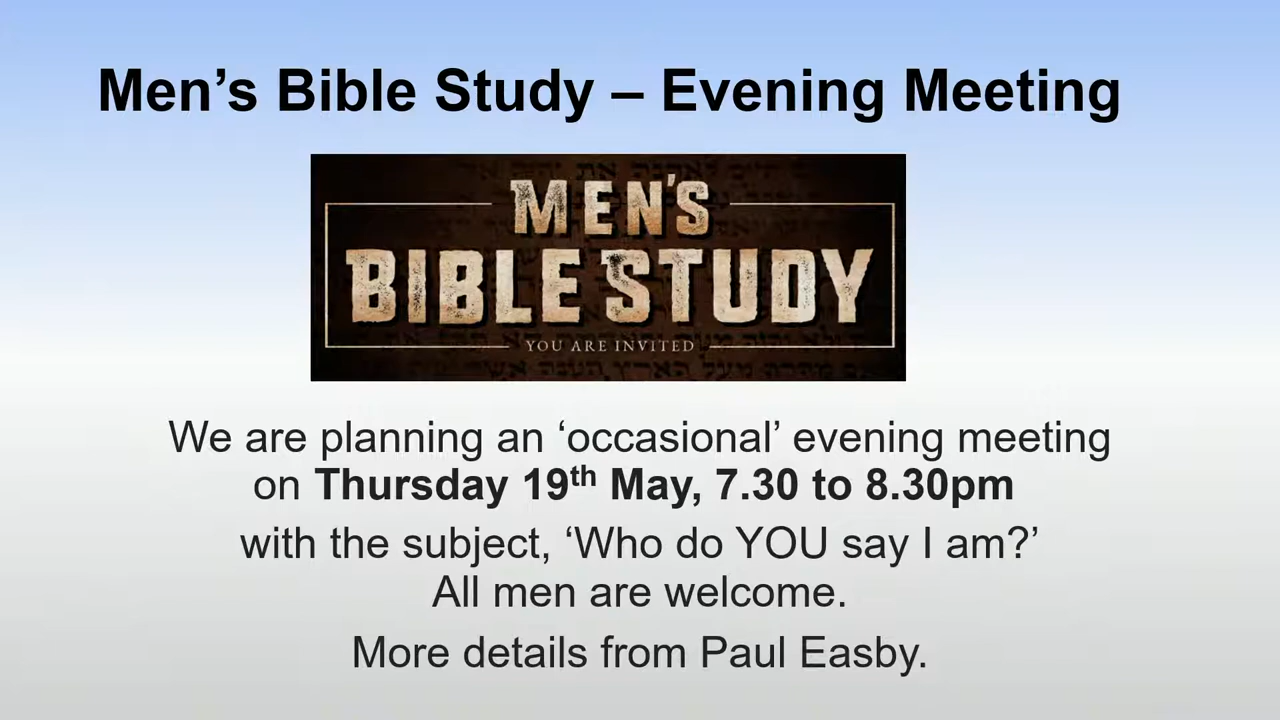 Men’s Bible Study – Evening Meeting
MEN'S
BIBLE STUDY
YOU ARE INVITED
We are planning an ‘occasional’ evening meeting
on Thursday 19th May, 7.30 to 8.30pm
with the subject, ‘Who do YOU say I am?’
All men are welcome.
More details from Paul Easby.